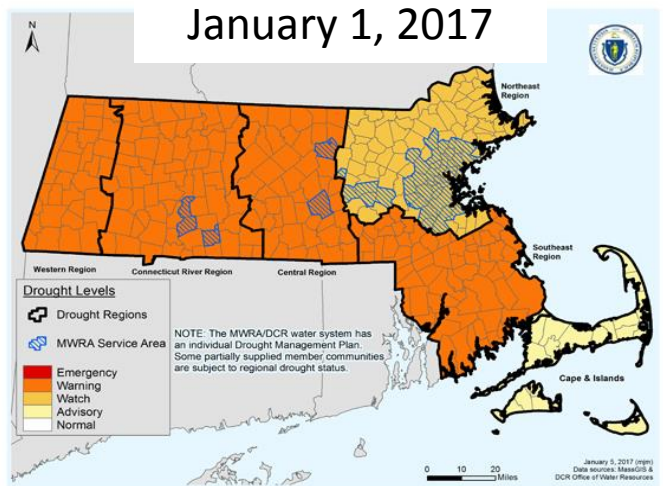 January 1, 2017
N
Northeast
Region
Southeast
Region
Western Region
Connecticut River Region
Central Region
Cape & Islands
Drought Levels
Drought Regions
MWRA Service Area
Emergency
Warning
Watch
Advisory
Normal
NOTE: The MWRA/DCR water system has
an individual Drought Management Plan.
Some partially supplied member communities
are subject to regional drought status.
0 10 20
Miles
January 5, 2017 (mjm)
Data sources: MassGIS &
DCR Office of Water Resources